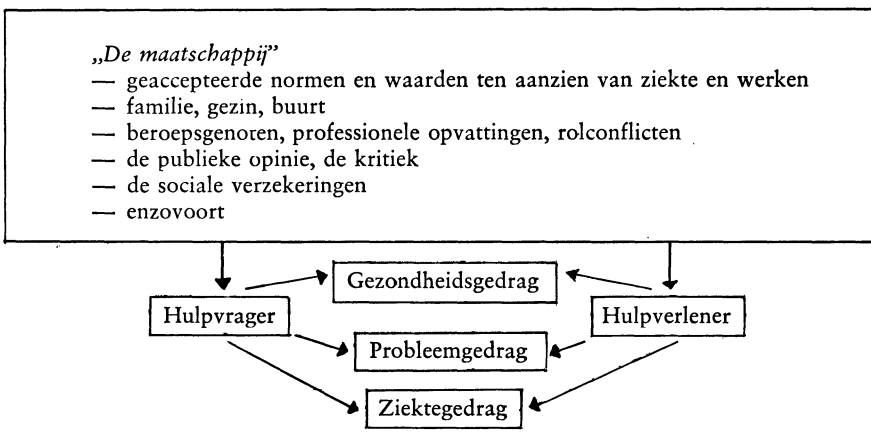 „De maatschappij”
— geaccepteerde normen en waarden ten aanzien van ziekte en werken
— familie, gezin, buurt
— beroepsgenoten, professionele opvattingen, rolconflicten
— de publieke opinie, de kritiek
— de sociale verzekeringen
— enzovoort
Gezondheidsgedrag
Hulpvrager
Hulpverlener
Probleemgedrag
Ziektegedrag